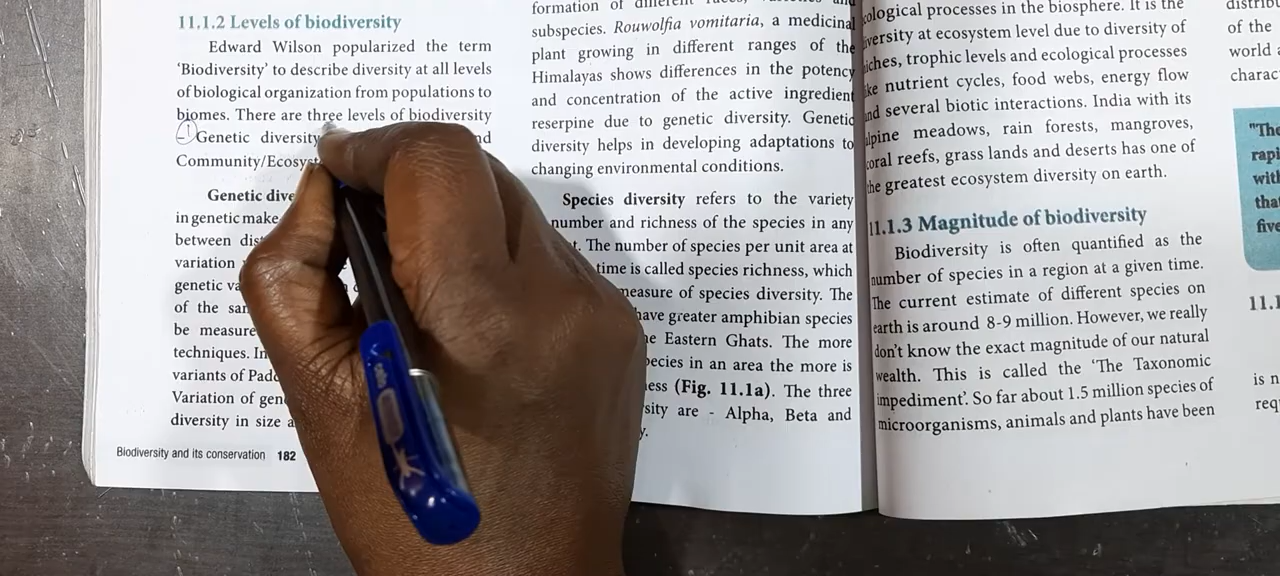 11.1.2 Levels of biodiversity
Edward Wilson popularized the term
'Biodiversity' to describe diversity at all levels
of biological organization from populations to
biomes. There are three levels of biodiversity
1 Genetic diversity
Community/Ecosyst
Genetic dive
in genetic make
between dis
variation
genetic va
of the sa
be measure
techniques. In
variants of Pad
Variation of gen
diversity in size a
Biodiversity and its conservation 182
formation of different races, varieties and
subspecies. Rouwolfia vomitaria, a medicinal
plant growing in different ranges of the
Himalayas shows differences in the potency
and concentration of the active ingredient
reserpine due to genetic diversity. Genetic
diversity helps in developing adaptations to
changing environmental conditions.
Species diversity refers to the variety
number and richness of the species in any
. The number of species per unit area at
time is called species richness, which
measure of species diversity. The
have greater amphibian species
Eastern Ghats. The more
species in an area the more is
ness (Fig. 11.1a). The three
sity are - Alpha, Beta and
y.
cological processes in the biosphere. It is the
versity at ecosystem level due to diversity of
iches, trophic levels and ecological processes
ke nutrient cycles, food webs, energy flow
nd several biotic interactions. India with its
lpine meadows, rain forests, mangroves,
oral reefs, grass lands and deserts has one of
the greatest ecosystem diversity on earth.
11.1.3 Magnitude of biodiversity
Biodiversity is often quantified as the
number of species in a region at a given time.
The current estimate of different species on
earth is around 8-9 million. However, we really
don't know the exact magnitude of our natural
wealth. This is called the 'The Taxonomic
impediment'. So far about 1.5 million species of
microorganisms, animals and plants have been
distribu
of the
world a
charac
"The
rapi
with
tha
five
11.1
is n
req